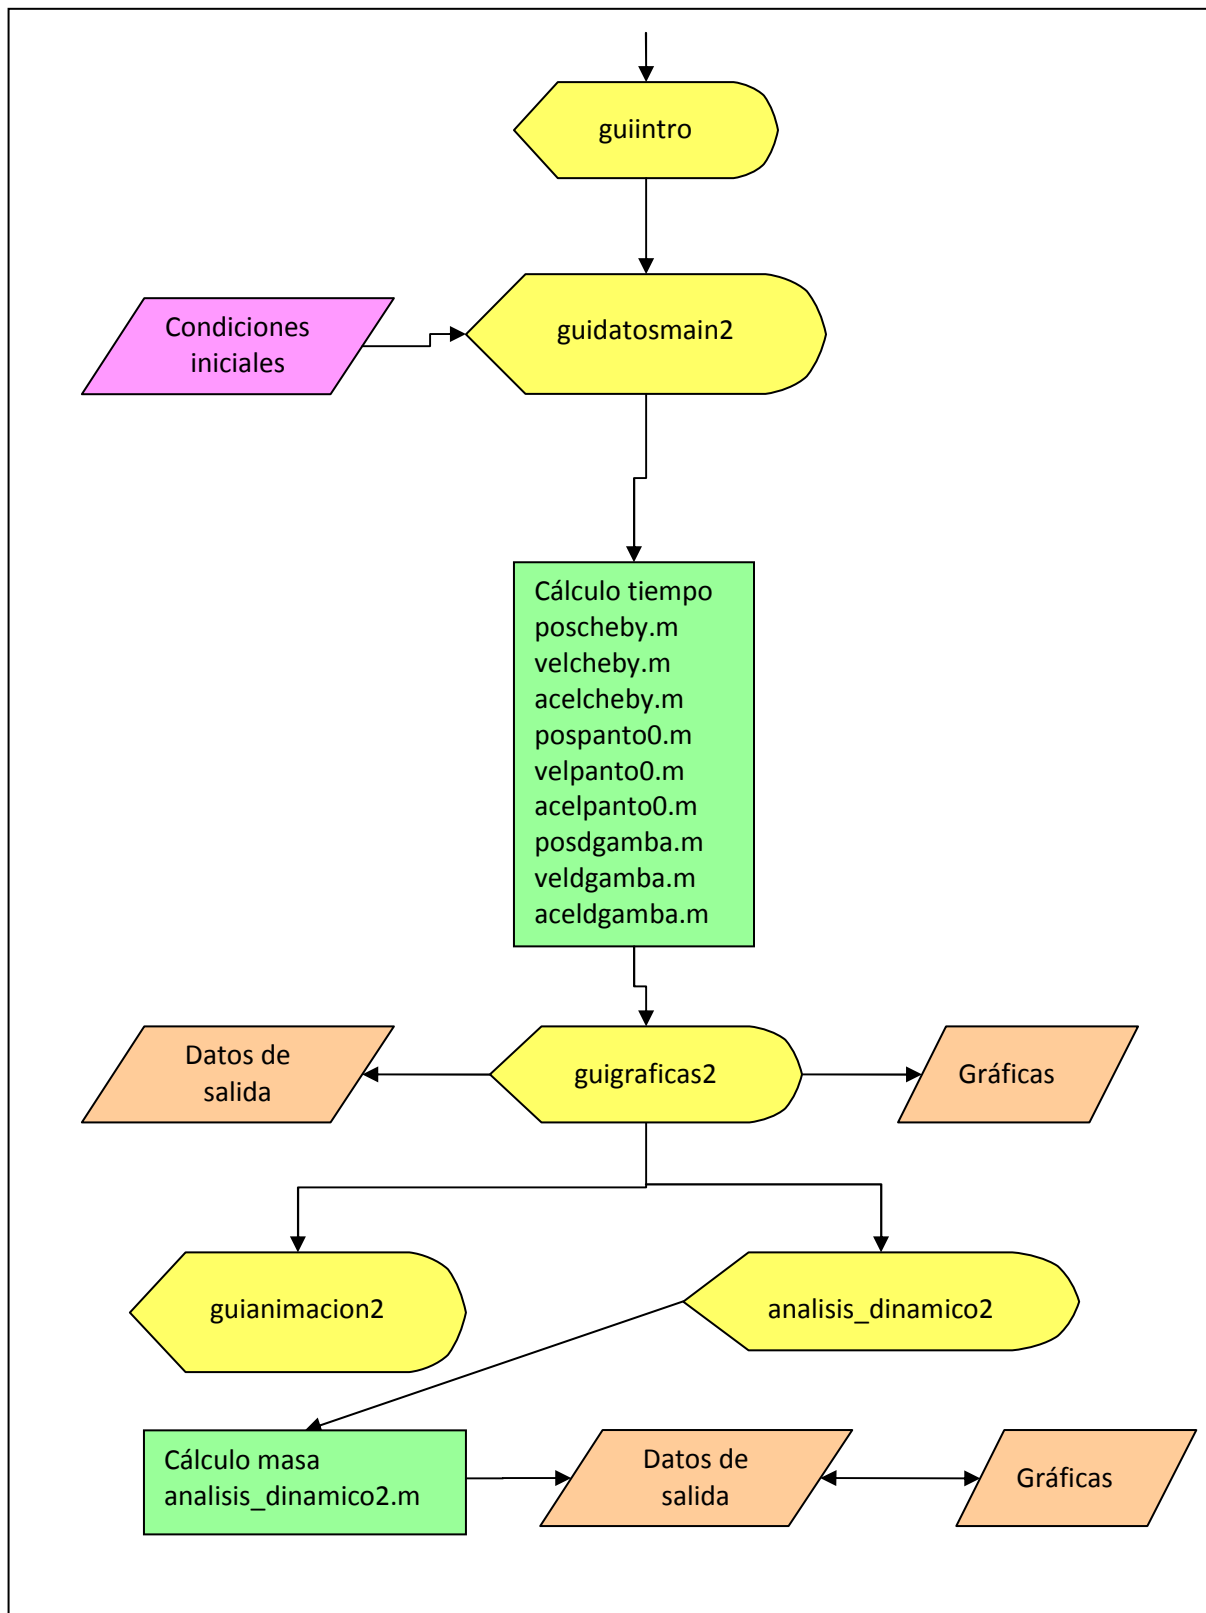 guiintro
Condiciones
iniciales
guidatosmain2
Cálculo tiempo
poscheby.m
velcheby.m
acelcheby.m
pospanto0.m
velpanto0.m
acelpanto0.m
posdgamba.m
veldgamba.m
aceldgamba.m
Datos de
salida
guigraficas2
Gráficas
guianimacion2
analisis_dinamico2
Cálculo masa
analisis_dinamico2.m
Datos de
salida
Gráficas